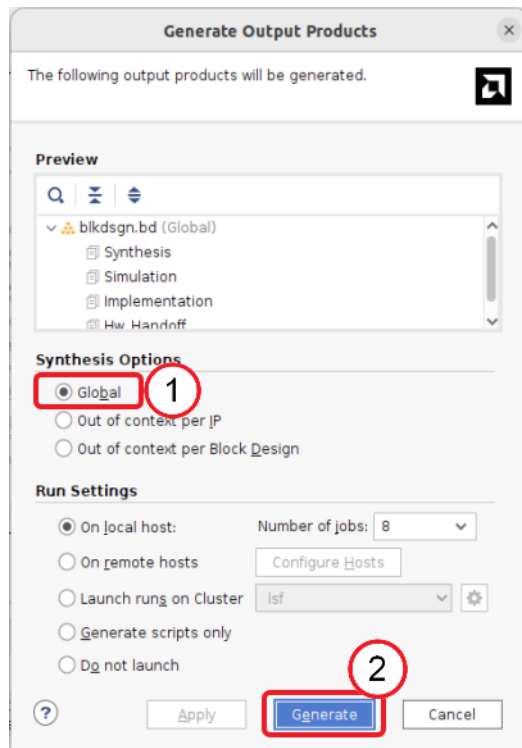 Generate Output Products
The following output products will be generated.
Preview
blkdsgn.bd (Global)
Synthesis
Simulation
Implementation
Hw_Handoff
Synthesis Options
Global 1
Out of context per IP
Out of context per Block Design
Run Settings
On local host: Number of jobs: 8
On remote hosts Configure Hosts
Launch runs on Cluster lsf
Generate scripts only
Do not launch
2
? Apply Generate Cancel